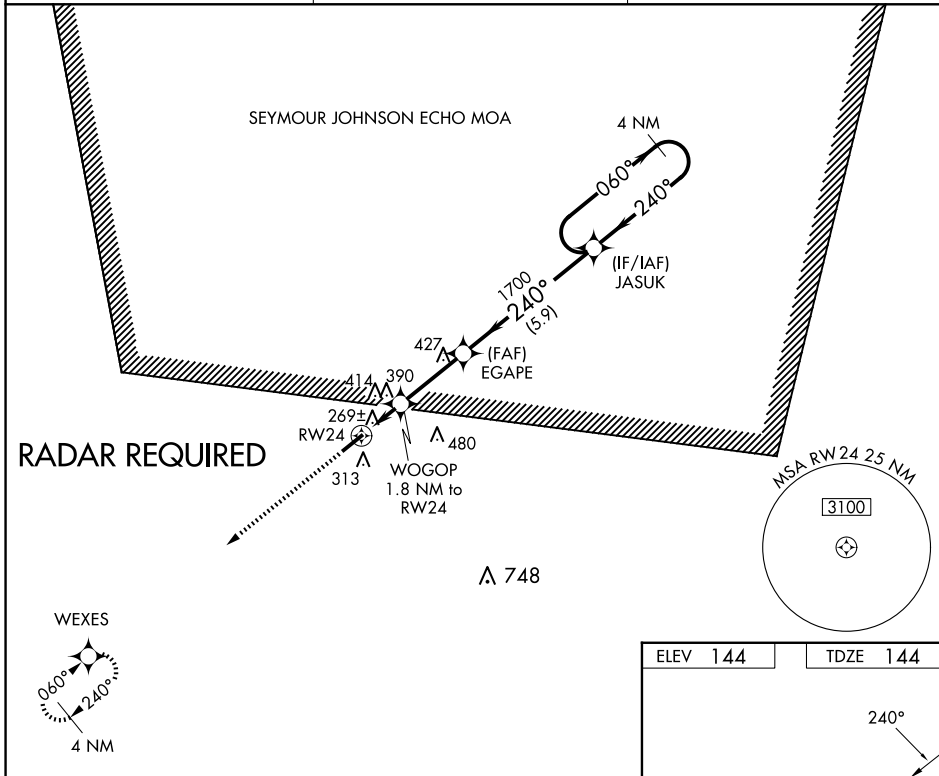 SEYMOUR JOHNSON ECHO MOA
4 NM
060°
240°
(IF/IAF)
JASUK
1700
240°
(5.9)
427
(FAF)
EGAPE
414
390
269±
RW24
480
313
WOGOP
1.8 NM to
RW24
RADAR REQUIRED
MSA RW24 25 NM
3100
748
WEXES
060°
240°
4 NM
ELEV 144
TDZE 144
240°